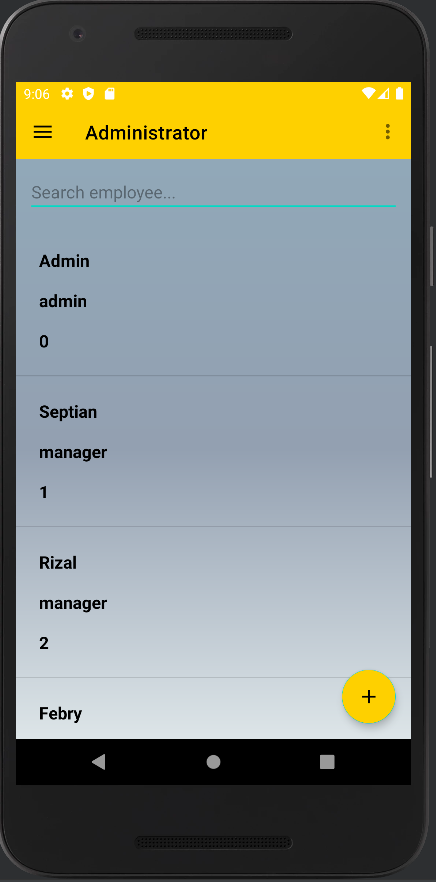 9:06
Administrator
Search employee...
Admin
admin
0
Septian
manager
1
Rizal
manager
2
Febry